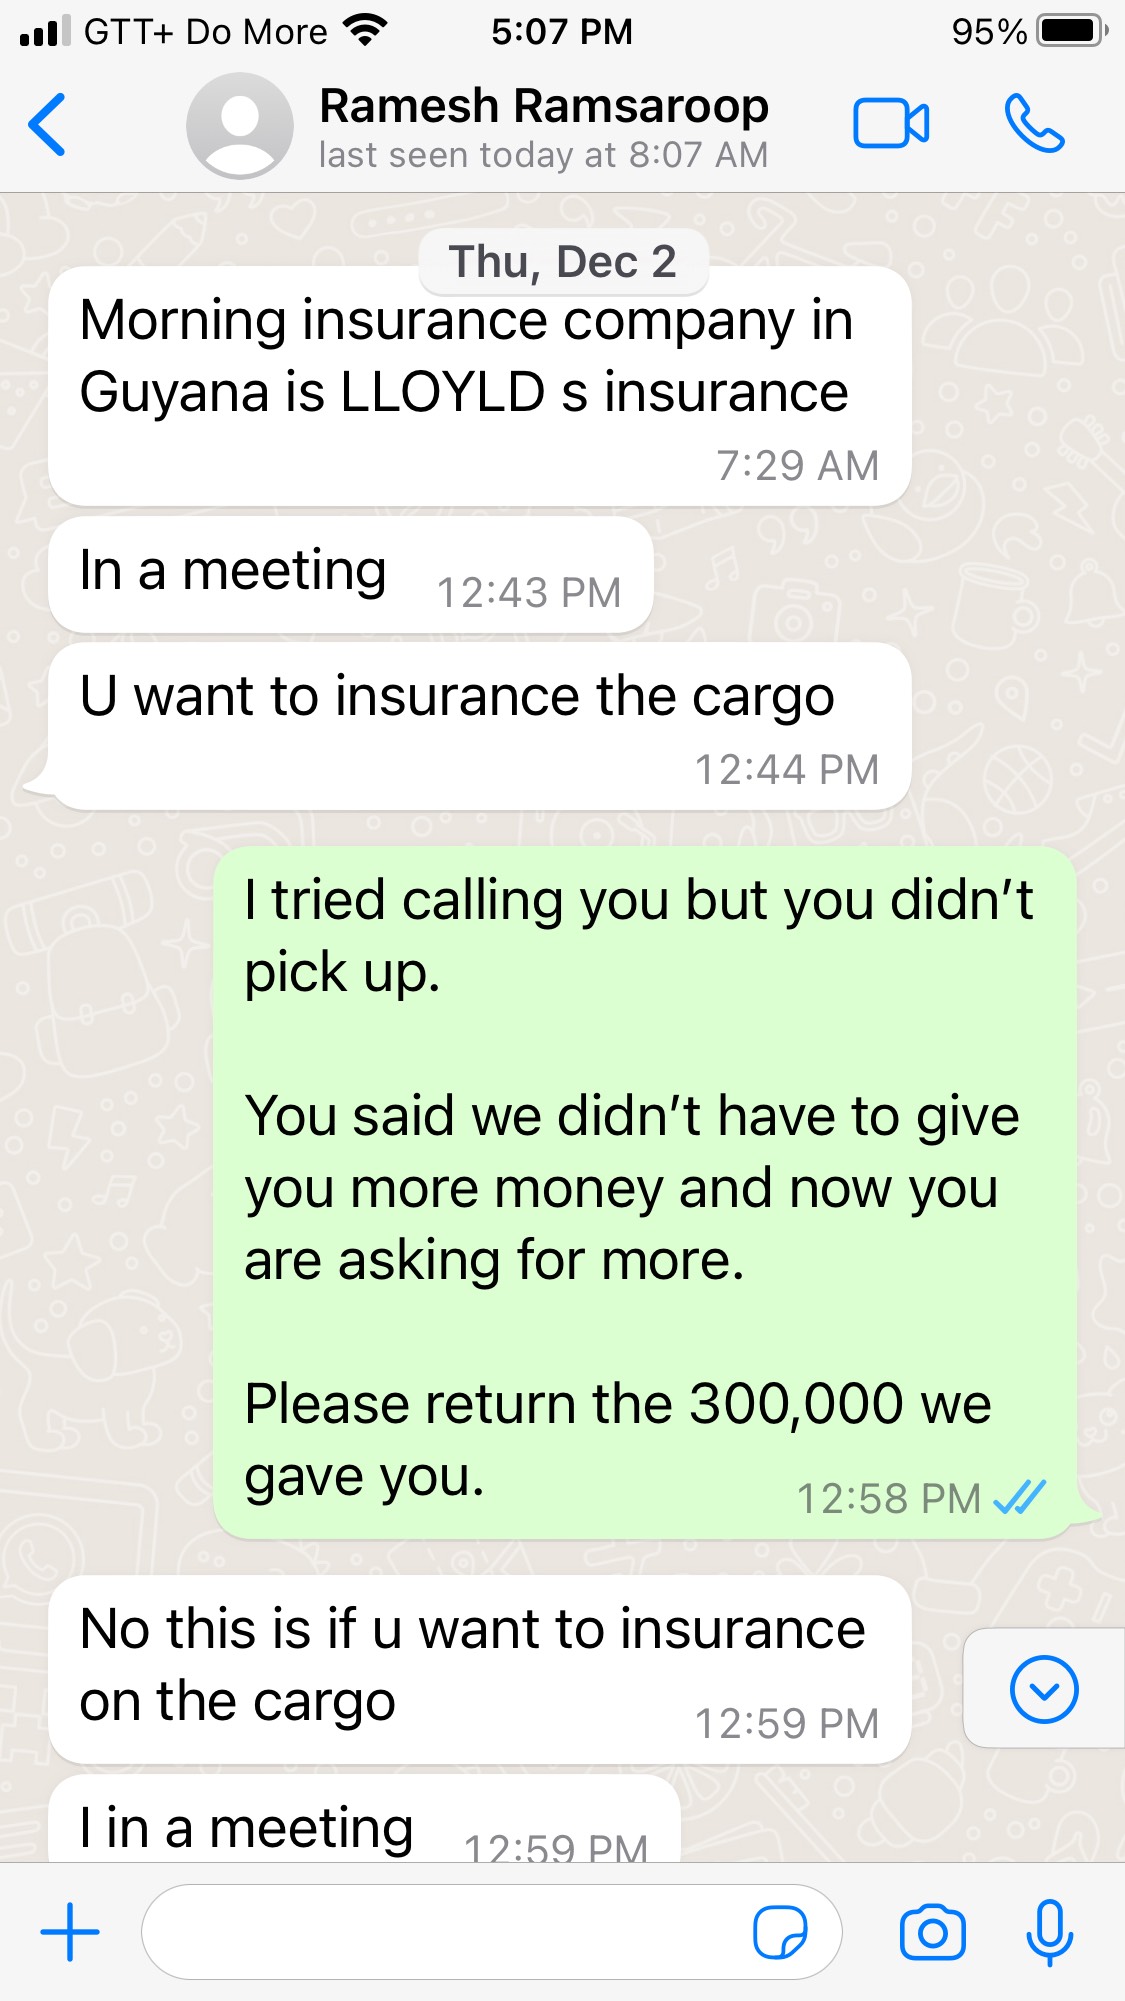 GTT+ Do More
5:07 PM
95%
Ramesh Ramsaroop
last seen today at 8:07 AM
Thu, Dec 2
Morning insurance company in
Guyana is LLOYLD s insurance
7:29 AM
In a meeting
12:43 PM
U want to insurance the cargo
12:44 PM
I tried calling you but you didn't
pick up.
You said we didn't have to give
you more money and now you
are asking for more.
Please return the 300,000 we
gave you.
12:58 PM
No this is if u want to insurance
on the cargo
12:59 PM
I in a meeting
12:59 PM